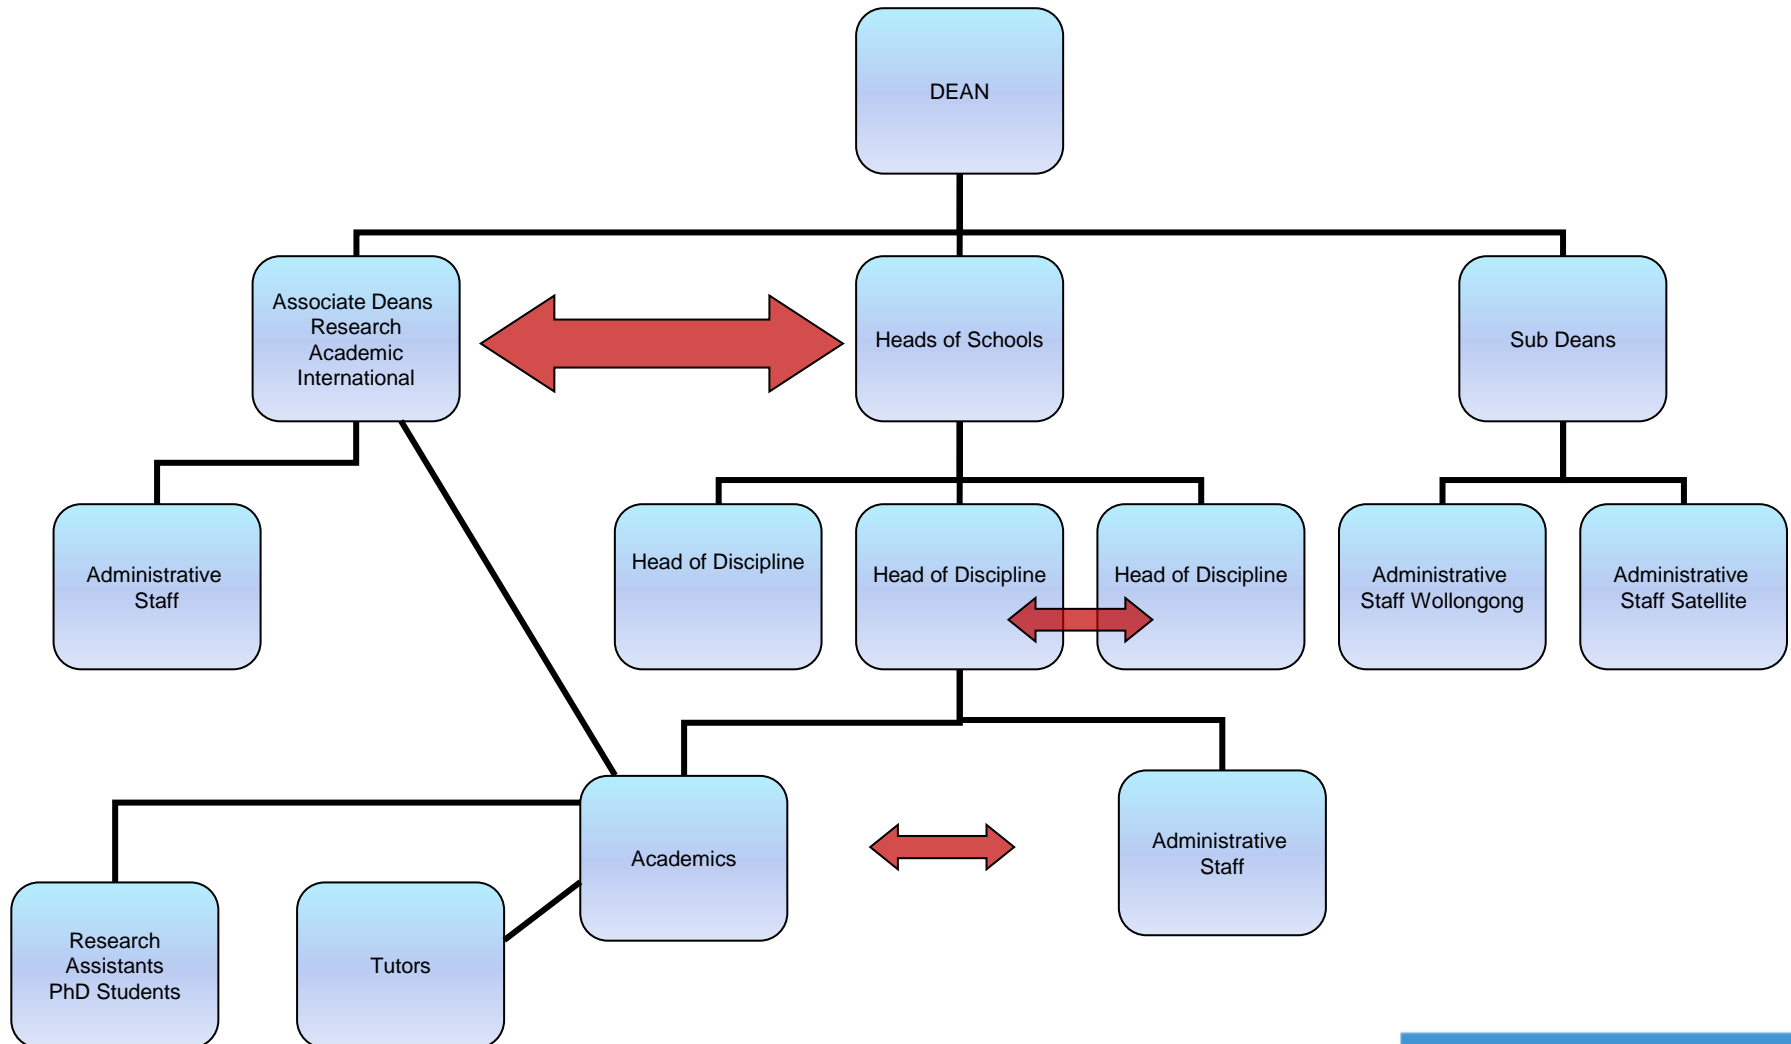 DEAN
Associate Deans
Research
Academic
International
Heads of Schools
Sub Deans
Administrative
Staff
Head of Discipline
Head of Discipline
Head of Discipline
Administrative
Staff Wollongong
Administrative
Staff Satellite
Academics
Administrative
Staff
Research
Assistants
PhD Students
Tutors